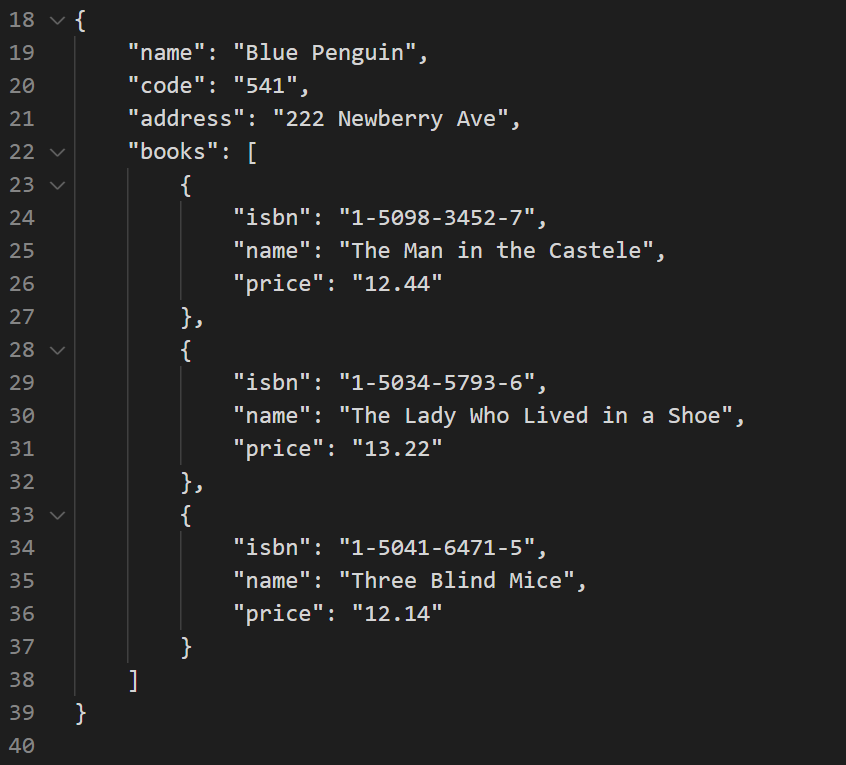 18 {
19     "name": "Blue Penguin",
20     "code": "541",
21     "address": "222 Newberry Ave",
22     "books": [
23         {
24             "isbn": "1-5098-3452-7",
25             "name": "The Man in the Castele",
26             "price": "12.44"
27         },
28         {
29             "isbn": "1-5034-5793-6",
30             "name": "The Lady Who Lived in a Shoe",
31             "price": "13.22"
32         },
33         {
34             "isbn": "1-5041-6471-5",
35             "name": "Three Blind Mice",
36             "price": "12.14"
37         }
38     ]
39 }
40